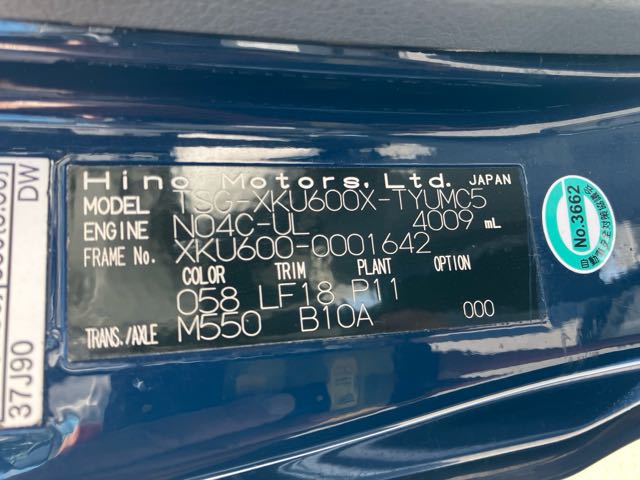 Hino Motors, Ltd. JAPAN
MODEL TSG-XKU600X-TYUMC5
ENGINE N04C-UL 4009 mL
FRAME No. XKU600-0001642
COLOR TRIM PLANT OPTION
058 LF18 P11
TRANS./AXLE M550 B10A 000
No.3662
DW
37J90